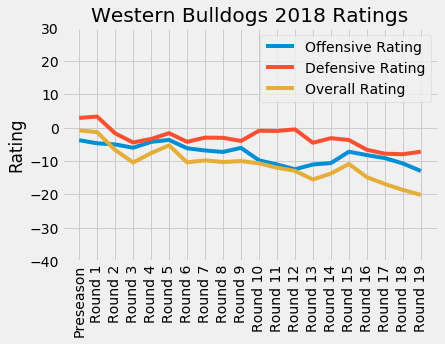 Western Bulldogs 2018 Ratings
Offensive Rating
Defensive Rating
Overall Rating
Rating
30
20
10
0
−10
−20
−30
−40
Preseason
Round 1
Round 2
Round 3
Round 4
Round 5
Round 6
Round 7
Round 8
Round 9
Round 10
Round 11
Round 12
Round 13
Round 14
Round 15
Round 16
Round 17
Round 18
Round 19